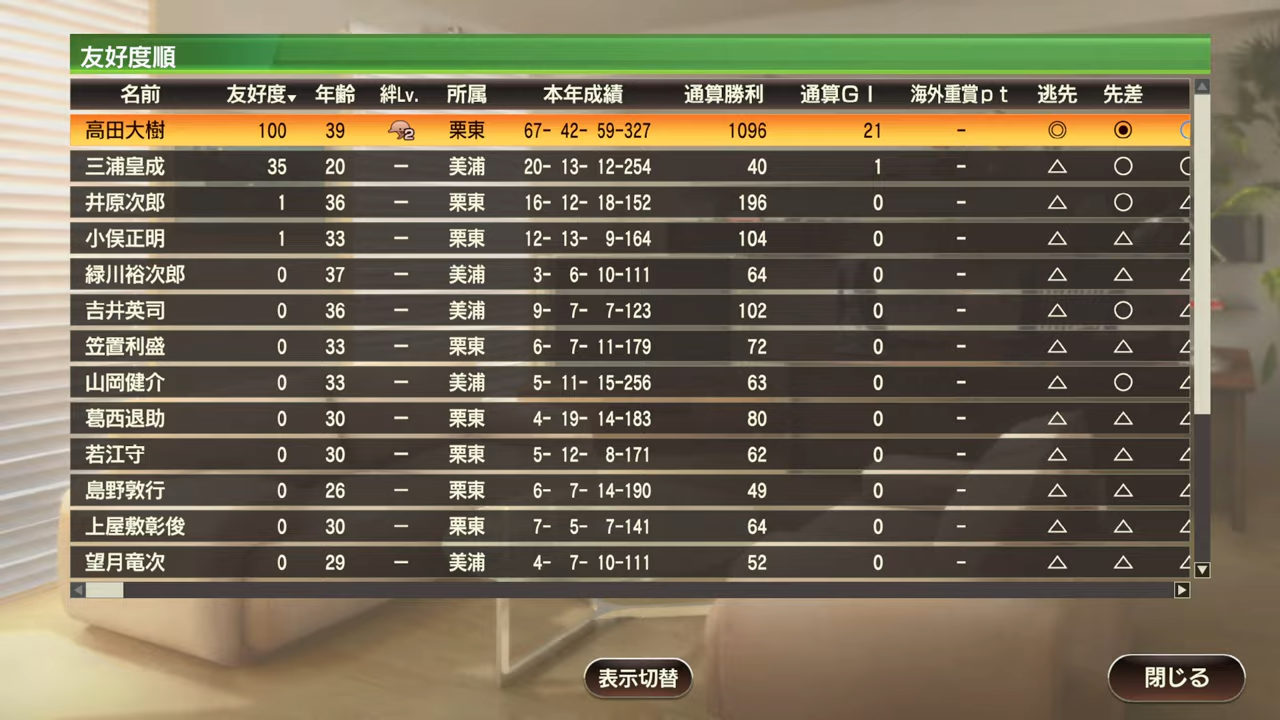 友好度順
名前 友好度▼ 年齢 絆Lv. 所属 本年成績 通算勝利 通算GⅠ 海外重賞pt 逃先 先差
高田大樹 100 39 2 栗東 67- 42- 59-327 1096 21 - ◎ ◉
三浦皇成 35 20 - 美浦 20- 13- 12-254 40 1 - △ ○
井原次郎 1 36 - 栗東 16- 12- 18-152 196 0 - △ ○
小俣正明 1 33 - 栗東 12- 13- 9-164 104 0 - △ △
緑川裕次郎 0 37 - 美浦 3- 6- 10-111 64 0 - △ △
吉井英司 0 36 - 美浦 9- 7- 7-123 102 0 - △ ○
笠置利盛 0 33 - 栗東 6- 7- 11-179 72 0 - △ △
山岡健介 0 33 - 美浦 5- 11- 15-256 63 0 - △ ○
葛西退助 0 30 - 栗東 4- 19- 14-183 80 0 - △ △
若江守 0 30 - 栗東 5- 12- 8-171 62 0 - △ △
島野敦行 0 26 - 栗東 6- 7- 14-190 49 0 - △ △
上屋敷彰俊 0 30 - 栗東 7- 5- 7-141 64 0 - △ △
望月竜次 0 29 - 美浦 4- 7- 10-111 52 0 - △ △
表示切替
閉じる